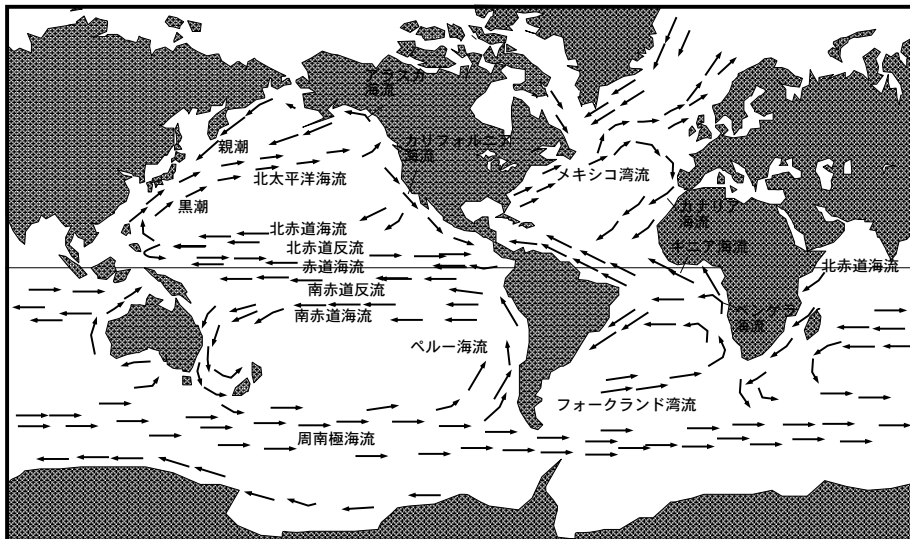 アラスカ
海流
カリフォルニア
海流
親潮
北太平洋海流
黒潮
メキシコ湾流
カナリア
海流
北赤道海流
北赤道反流
ギニア海流
赤道海流
北赤道海流
南赤道反流
南赤道海流
ベンゲラ
海流
ペルー海流
フォークランド湾流
周南極海流